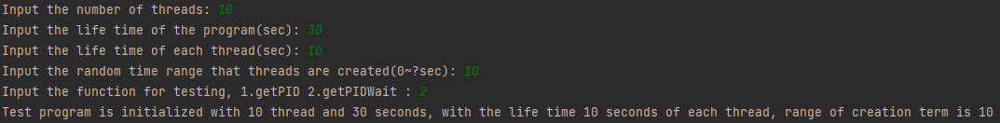 Input the number of threads: 10
Input the life time of the program(sec): 30
Input the life time of each thread(sec): 10
Input the random time range that threads are created(0~?sec): 10
Input the function for testing, 1.getPID 2.getPIDWait : 2
Test program is initialized with 10 thread and 30 seconds, with the life time 10 seconds of each thread, range of creation term is 10